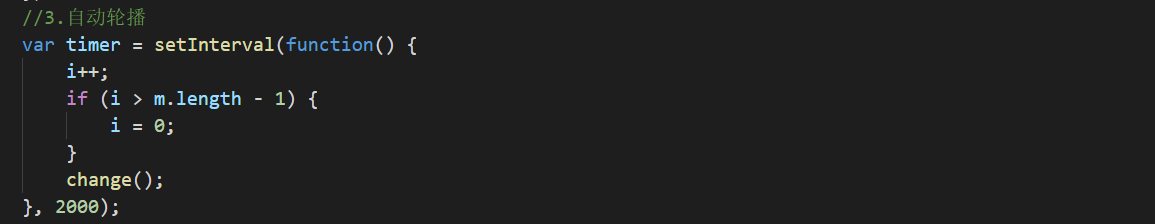 //3.自动轮播
var timer = setInterval(function() {
i++;
if (i > m.length - 1) {
i = 0;
}
change();
}, 2000);